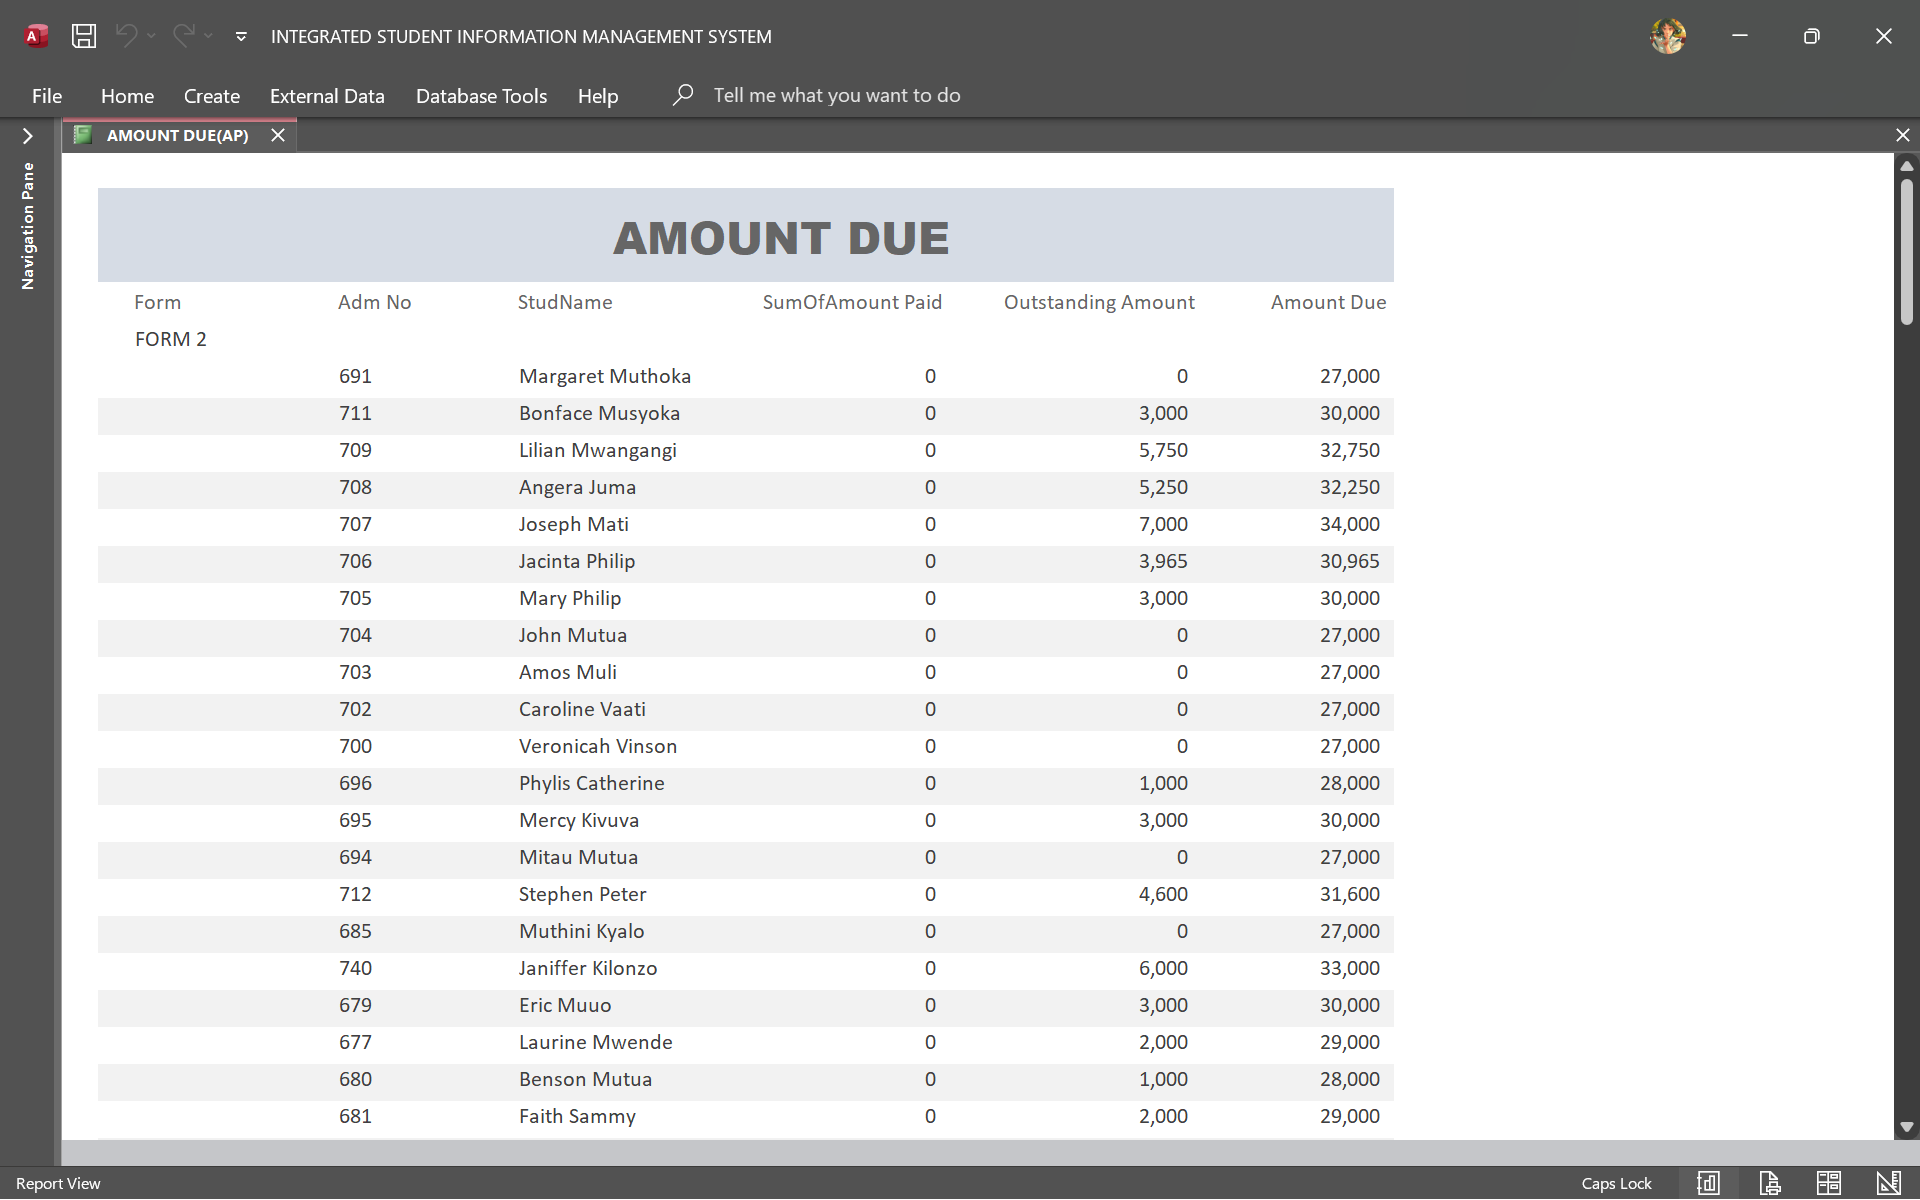 INTEGRATED STUDENT INFORMATION MANAGEMENT SYSTEM
File Home Create External Data Database Tools Help Tell me what you want to do
AMOUNT DUE(AP)
Navigation Pane
AMOUNT DUE
Form Adm No StudName SumOfAmount Paid Outstanding Amount Amount Due
FORM 2
691 Margaret Muthoka 0 0 27,000
711 Bonface Musyoka 0 3,000 30,000
709 Lilian Mwangangi 0 5,750 32,750
708 Angera Juma 0 5,250 32,250
707 Joseph Mati 0 7,000 34,000
706 Jacinta Philip 0 3,965 30,965
705 Mary Philip 0 3,000 30,000
704 John Mutua 0 0 27,000
703 Amos Muli 0 0 27,000
702 Caroline Vaati 0 0 27,000
700 Veronicah Vinson 0 0 27,000
696 Phylis Catherine 0 1,000 28,000
695 Mercy Kivuva 0 3,000 30,000
694 Mitau Mutua 0 0 27,000
712 Stephen Peter 0 4,600 31,600
685 Muthini Kyalo 0 0 27,000
740 Janiffer Kilonzo 0 6,000 33,000
679 Eric Muuo 0 3,000 30,000
677 Laurine Mwende 0 2,000 29,000
680 Benson Mutua 0 1,000 28,000
681 Faith Sammy 0 2,000 29,000
Report View Caps Lock